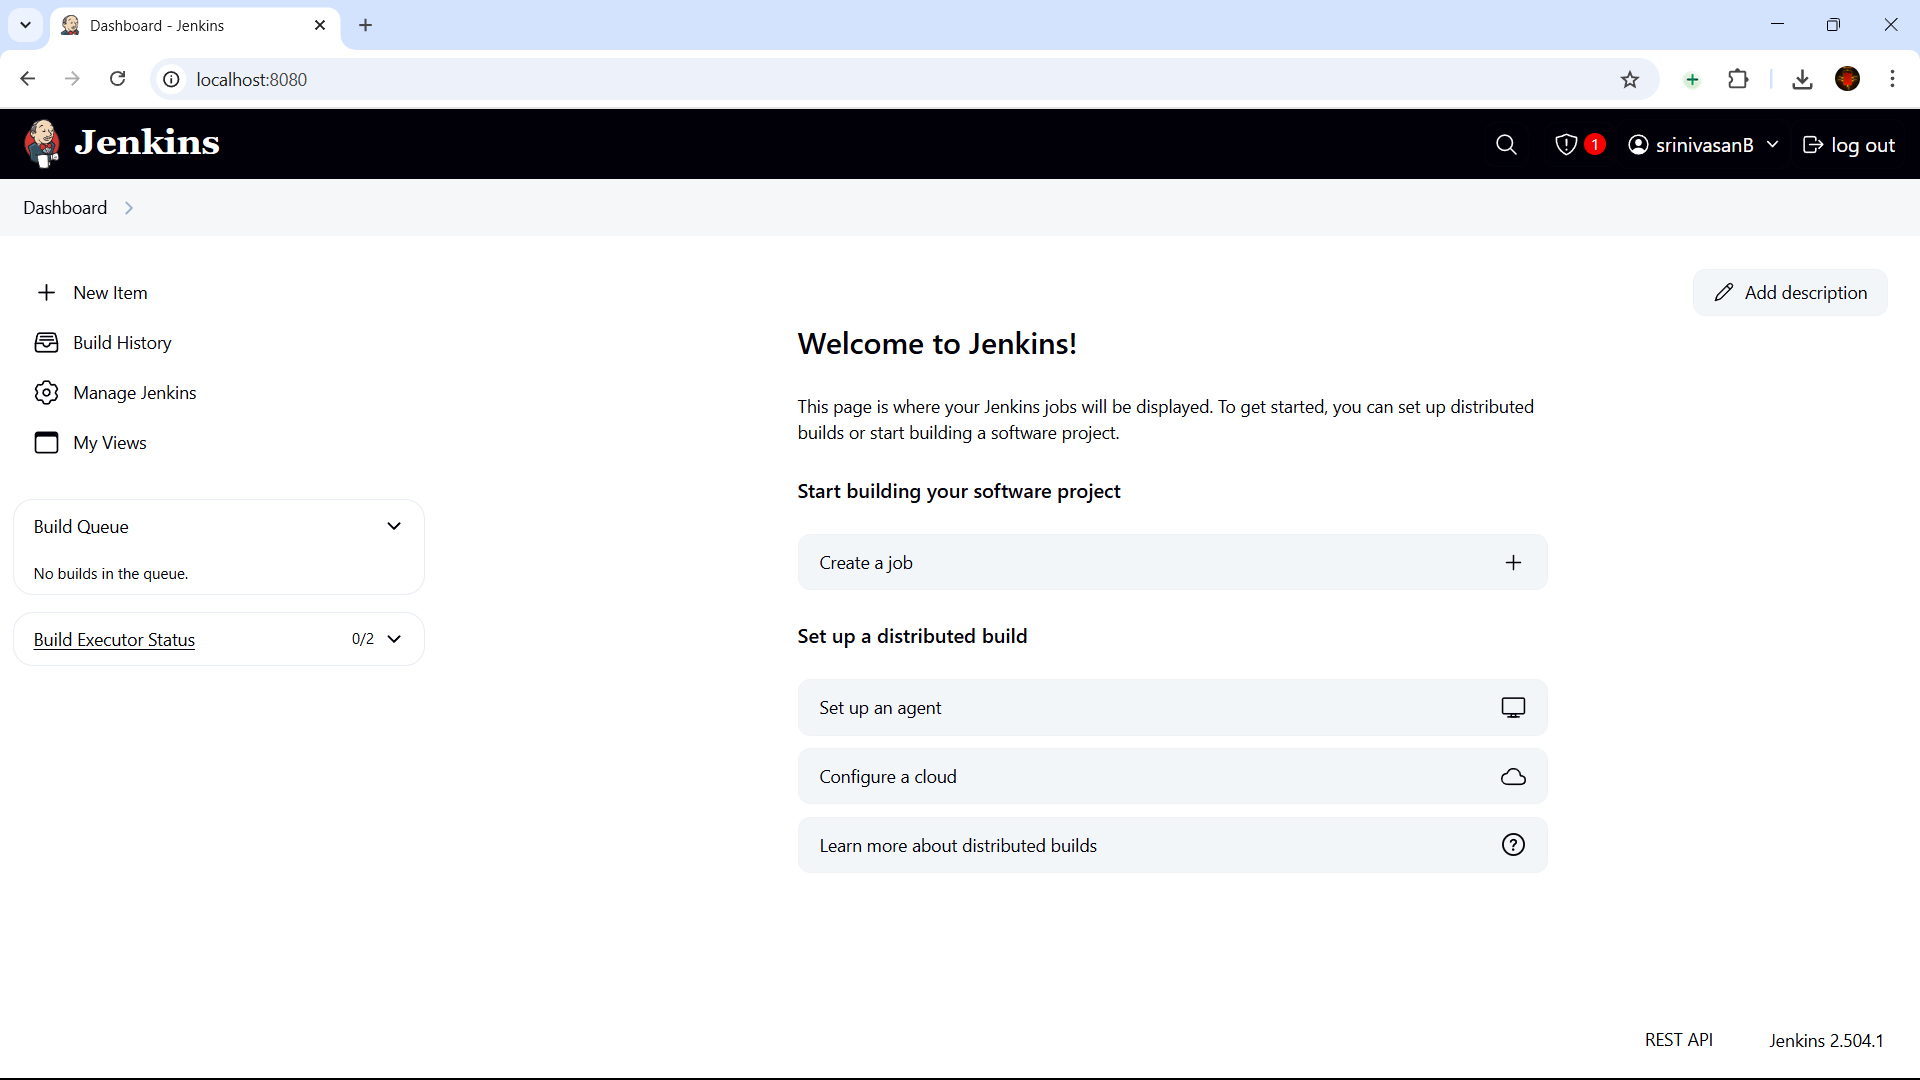 Dashboard - Jenkins
localhost:8080
Jenkins
1
srinivasanB
log out
Dashboard
New Item
Build History
Manage Jenkins
My Views
Build Queue
No builds in the queue.
Build Executor Status
0/2
Add description
Welcome to Jenkins!
This page is where your Jenkins jobs will be displayed. To get started, you can set up distributed
builds or start building a software project.
Start building your software project
Create a job
Set up a distributed build
Set up an agent
Configure a cloud
Learn more about distributed builds
REST API
Jenkins 2.504.1